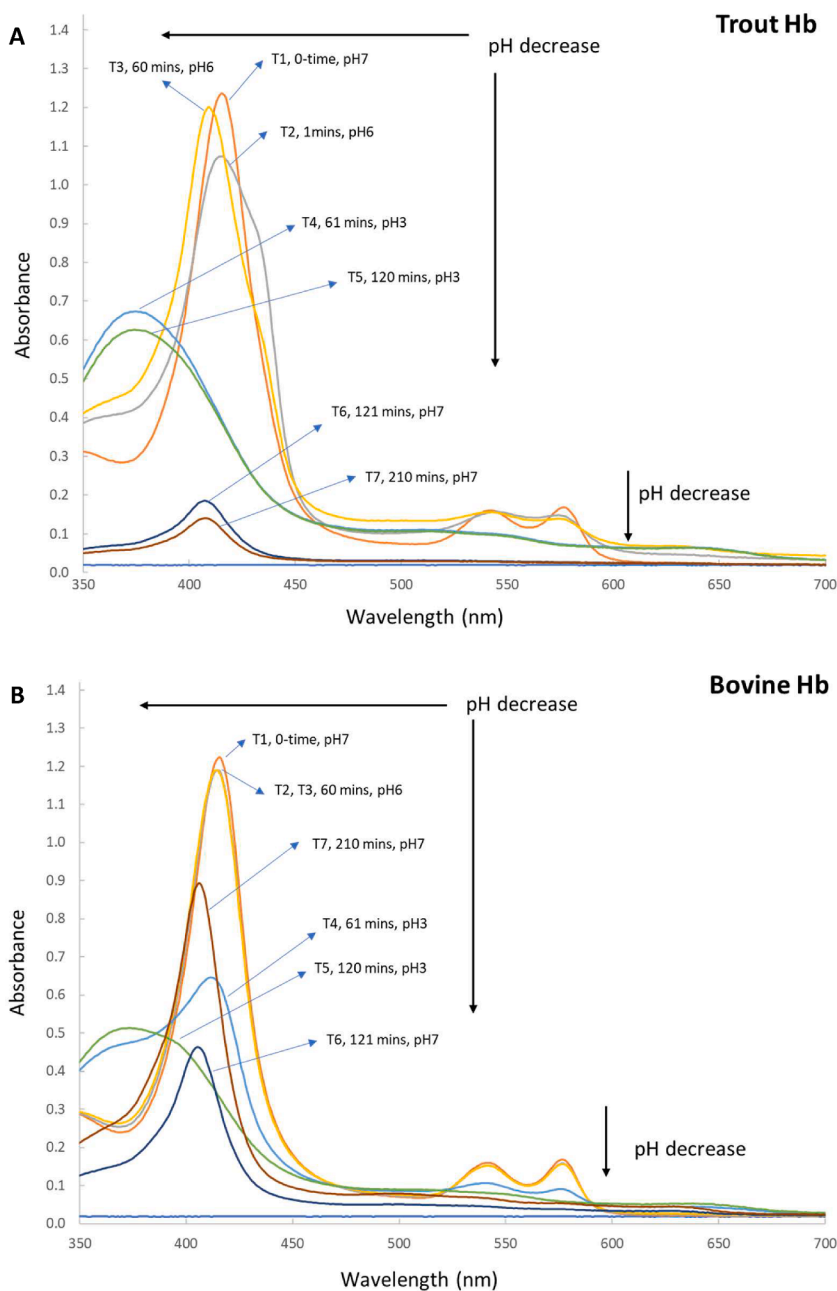 A
Trout Hb
1.4
1.3
1.2
1.1
1.0
0.9
0.8
0.7
0.6
0.5
0.4
0.3
0.2
0.1
0.0
Absorbance
pH decrease
T3, 60 mins, pH6
T1, 0-time, pH7
T2, 1mins, pH6
T4, 61 mins, pH3
T5, 120 mins, pH3
T6, 121 mins, pH7
T7, 210 mins, pH7
pH decrease
350
400
450
500
550
600
650
700
Wavelength (nm)
B
Bovine Hb
1.4
1.3
1.2
1.1
1.0
0.9
0.8
0.7
0.6
0.5
0.4
0.3
0.2
0.1
0.0
Absorbance
pH decrease
T1, 0-time, pH7
T2, T3, 60 mins, pH6
T7, 210 mins, pH7
T4, 61 mins, pH3
T5, 120 mins, pH3
T6, 121 mins, pH7
pH decrease
350
400
450
500
550
600
650
700
Wavelength (nm)